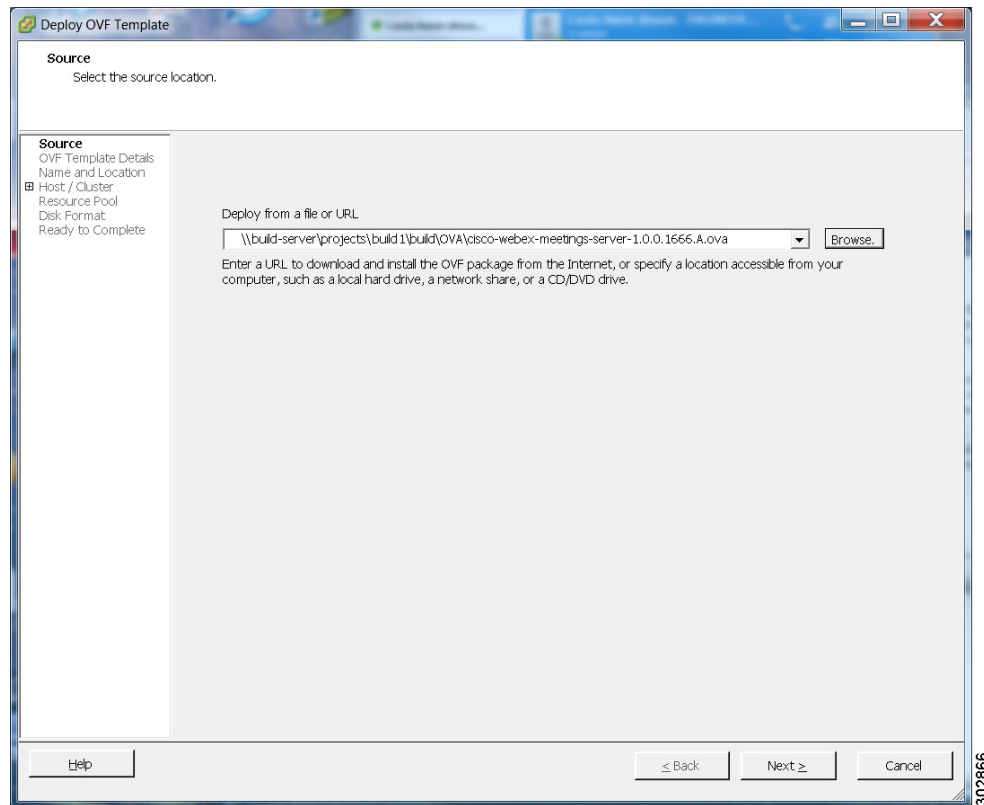 Deploy OVF Template
Source
Select the source location.
Source
OVF Template Details
Name and Location
Host / Cluster
Resource Pool
Disk Format
Ready to Complete
Deploy from a file or URL
\\build-server\projects\build1\build\OVA\cisco-webex-meetings-server-1.0.0.1666.A.ova
Browse.
Enter a URL to download and install the OVF package from the Internet, or specify a location accessible from your
computer, such as a local hard drive, a network share, or a CD/DVD drive.
Help
< Back
Next >
Cancel
302866